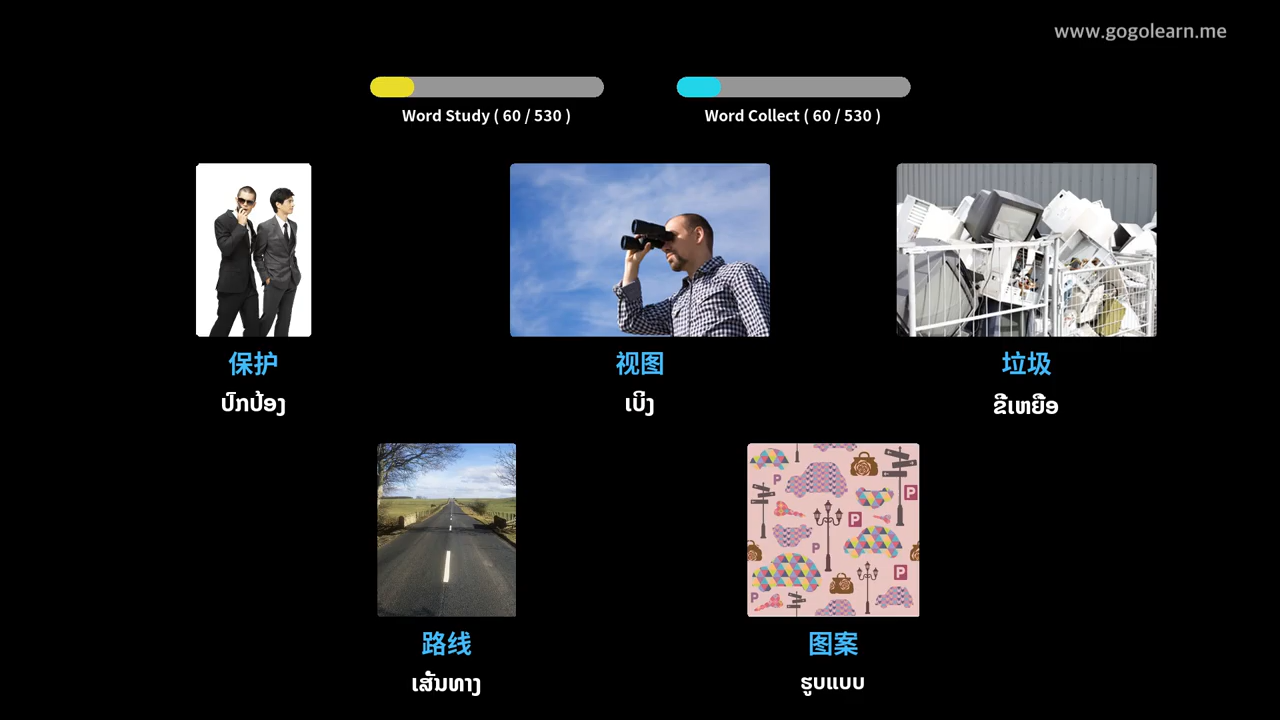 www.gogolearn.me
Word Study ( 60 / 530 )
Word Collect ( 60 / 530 )
保护
ປົກປ້ອງ
视图
ເບິ່ງ
垃圾
ຂີ້ເຫຍື້ອ
路线
ເສັ້ນທາງ
图案
ຮູບແບບ